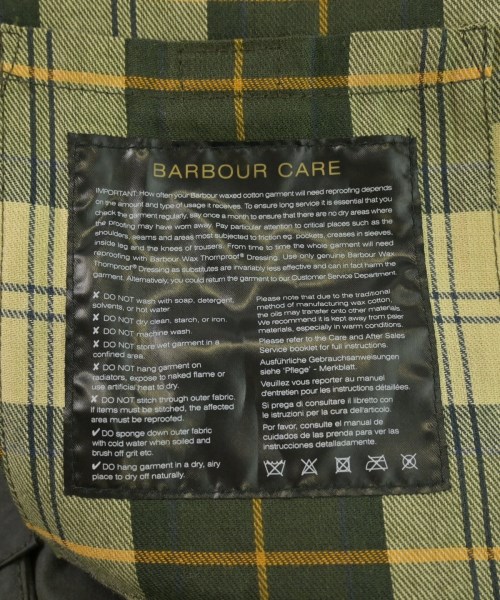 BARBOUR CARE
IMPORTANT: How often your Barbour waxed cotton garment will need reproofing depends
on the amount and type of usage it receives. To ensure long service it is essential that you
check the garment regularly, say once a month to ensure that there are no dry areas where
the proofing may have worn away. Pay particular attention to critical places such as the
shoulders, seams and areas most subjected to friction eg. pockets, creases in sleeves,
inside leg and the knees of trousers. From time to time the whole garment will need
reproofing with Barbour Wax Thornproof® Dressing. Use only genuine Barbour Wax
Thornproof® Dressing as substitutes are invariably less effective and can in fact harm the
garment. Alternatively, you could return the garment to our Customer Service Department.
✘ DO NOT wash with soap, detergent,
solvents, or hot water
✘ DO NOT dry clean, starch, or iron.
✘ DO NOT machine wash.
✘ DO NOT store wet garment in a
confined area.
✘ DO NOT hang garment on
radiators, expose to naked flame or
use artificial heat to dry.
✘ DO NOT stitch through outer fabric.
If items must be stitched, the affected
area must be reproofed.
✔ DO sponge down outer fabric
with cold water when soiled and
brush off grit etc.
✔ DO hang garment in a dry, airy
place to dry off naturally.
Please note that due to the traditional
method of manufacturing wax cotton,
the oils may transfer onto other materials.
We recommend it is kept away from paler
materials, especially in warm conditions.
Please refer to the Care and After Sales
Service booklet for full instructions.
Ausführliche Gebrauchsanweisungen
siehe 'Pflege' - Merkblatt.
Veuillez vous reporter au manuel
d'entretien pour les instructions détaillées.
Si prega di consultare il libretto con
le istruzioni per la cura dell'articolo.
Por favor, consulte el manual de
cuidados de las prenda para ver las
instrucciones detalladamente.